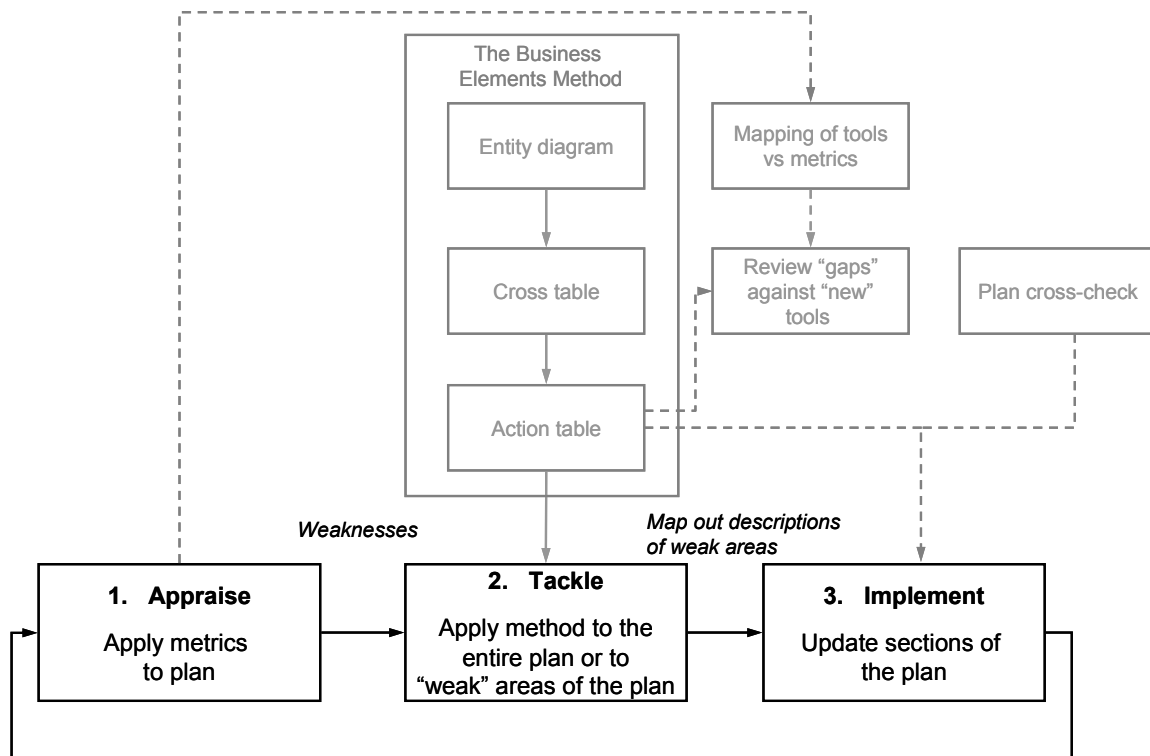 The Business
Elements Method
Entity diagram
Mapping of tools
vs metrics
Cross table
Review “gaps”
against “new”
tools
Plan cross-check
Action table
Weaknesses
Map out descriptions
of weak areas
1. Appraise
Apply metrics
to plan
2. Tackle
Apply method to the
entire plan or to
“weak” areas of the plan
3. Implement
Update sections of
the plan